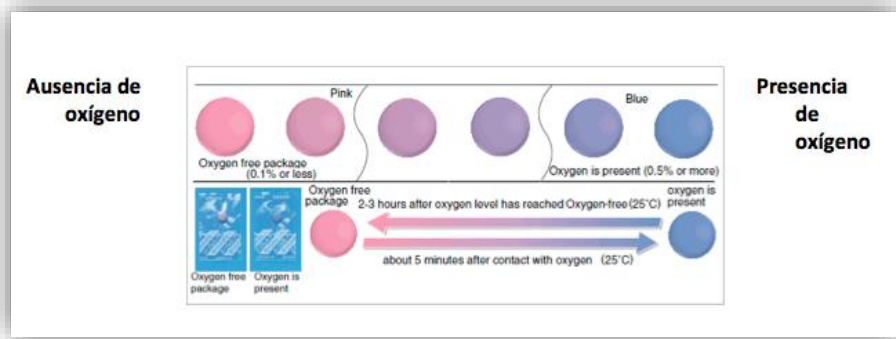 Ausencia de
oxígeno
Pink
Blue
Oxygen free package
(0.1% or less)
Oxygen is present (0.5% or more)
Presencia
de
oxígeno
Oxygen free
package
2-3 hours after oxygen level has reached Oxygen-free (25°C)
oxygen is
present
about 5 minutes after contact with oxygen (25°C)
Oxygen free
package
Oxygen is
present